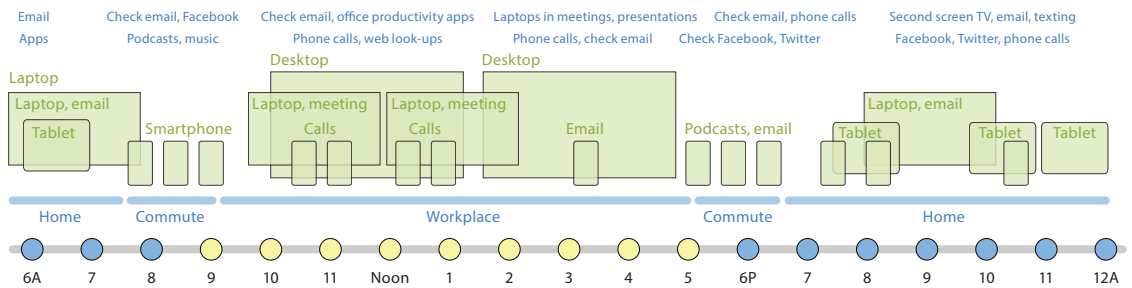 Email
Check email, Facebook
Check email, office productivity apps
Laptops in meetings, presentations
Check email, phone calls
Second screen TV, email, texting
Apps
Podcasts, music
Phone calls, web look-ups
Phone calls, check email
Check Facebook, Twitter
Facebook, Twitter, phone calls
Desktop
Desktop
Laptop
Laptop, email
Laptop, meeting
Laptop, meeting
Laptop, email
Tablet
Smartphone
Calls
Calls
Email
Podcasts, email
Tablet
Tablet
Tablet
Home
Commute
Workplace
Commute
Home
6A
7
8
9
10
11
Noon
1
2
3
4
5
6P
7
8
9
10
11
12A